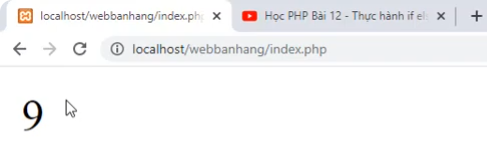 localhost/webbanhang/index.php
Học PHP Bài 12 - Thực hành if el
localhost/webbanhang/index.php
9